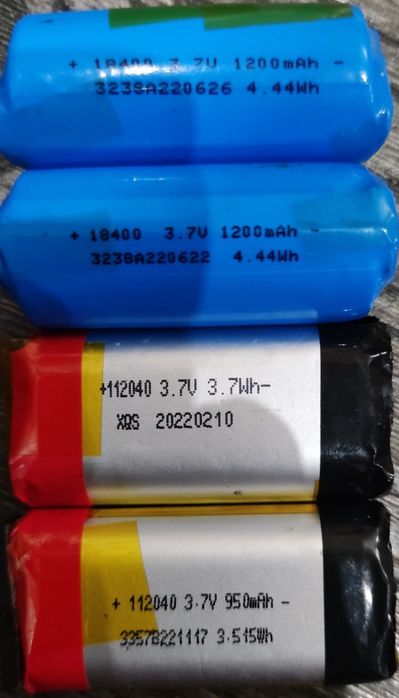 + 18400 3.7V 1200mAh -
3238A220626 4.44Wh
+ 18400 3.7V 1200mAh -
3238A220622 4.44Wh
+112040 3.7V 3.7Wh-
XQS 20220210
+ 112040 3.7V 950mAh -
3357B221117 3.515Wh